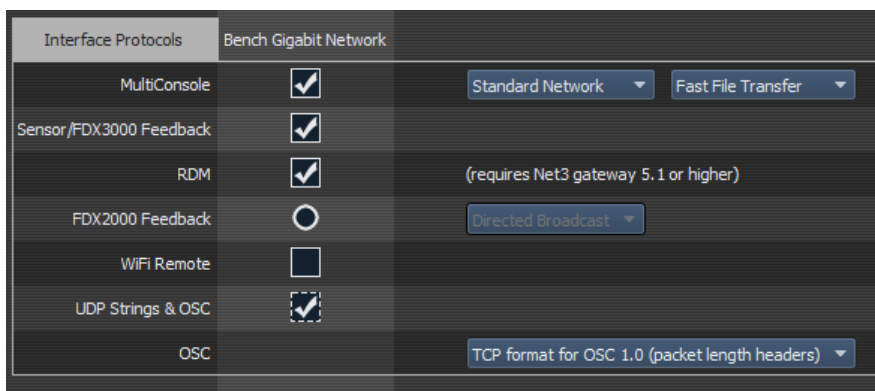 Interface Protocols Bench Gigabit Network
MultiConsole Standard Network Fast File Transfer
Sensor/FDX3000 Feedback
RDM (requires Net3 gateway 5.1 or higher)
FDX2000 Feedback Directed Broadcast
WiFi Remote
UDP Strings & OSC
OSC TCP format for OSC 1.0 (packet length headers)